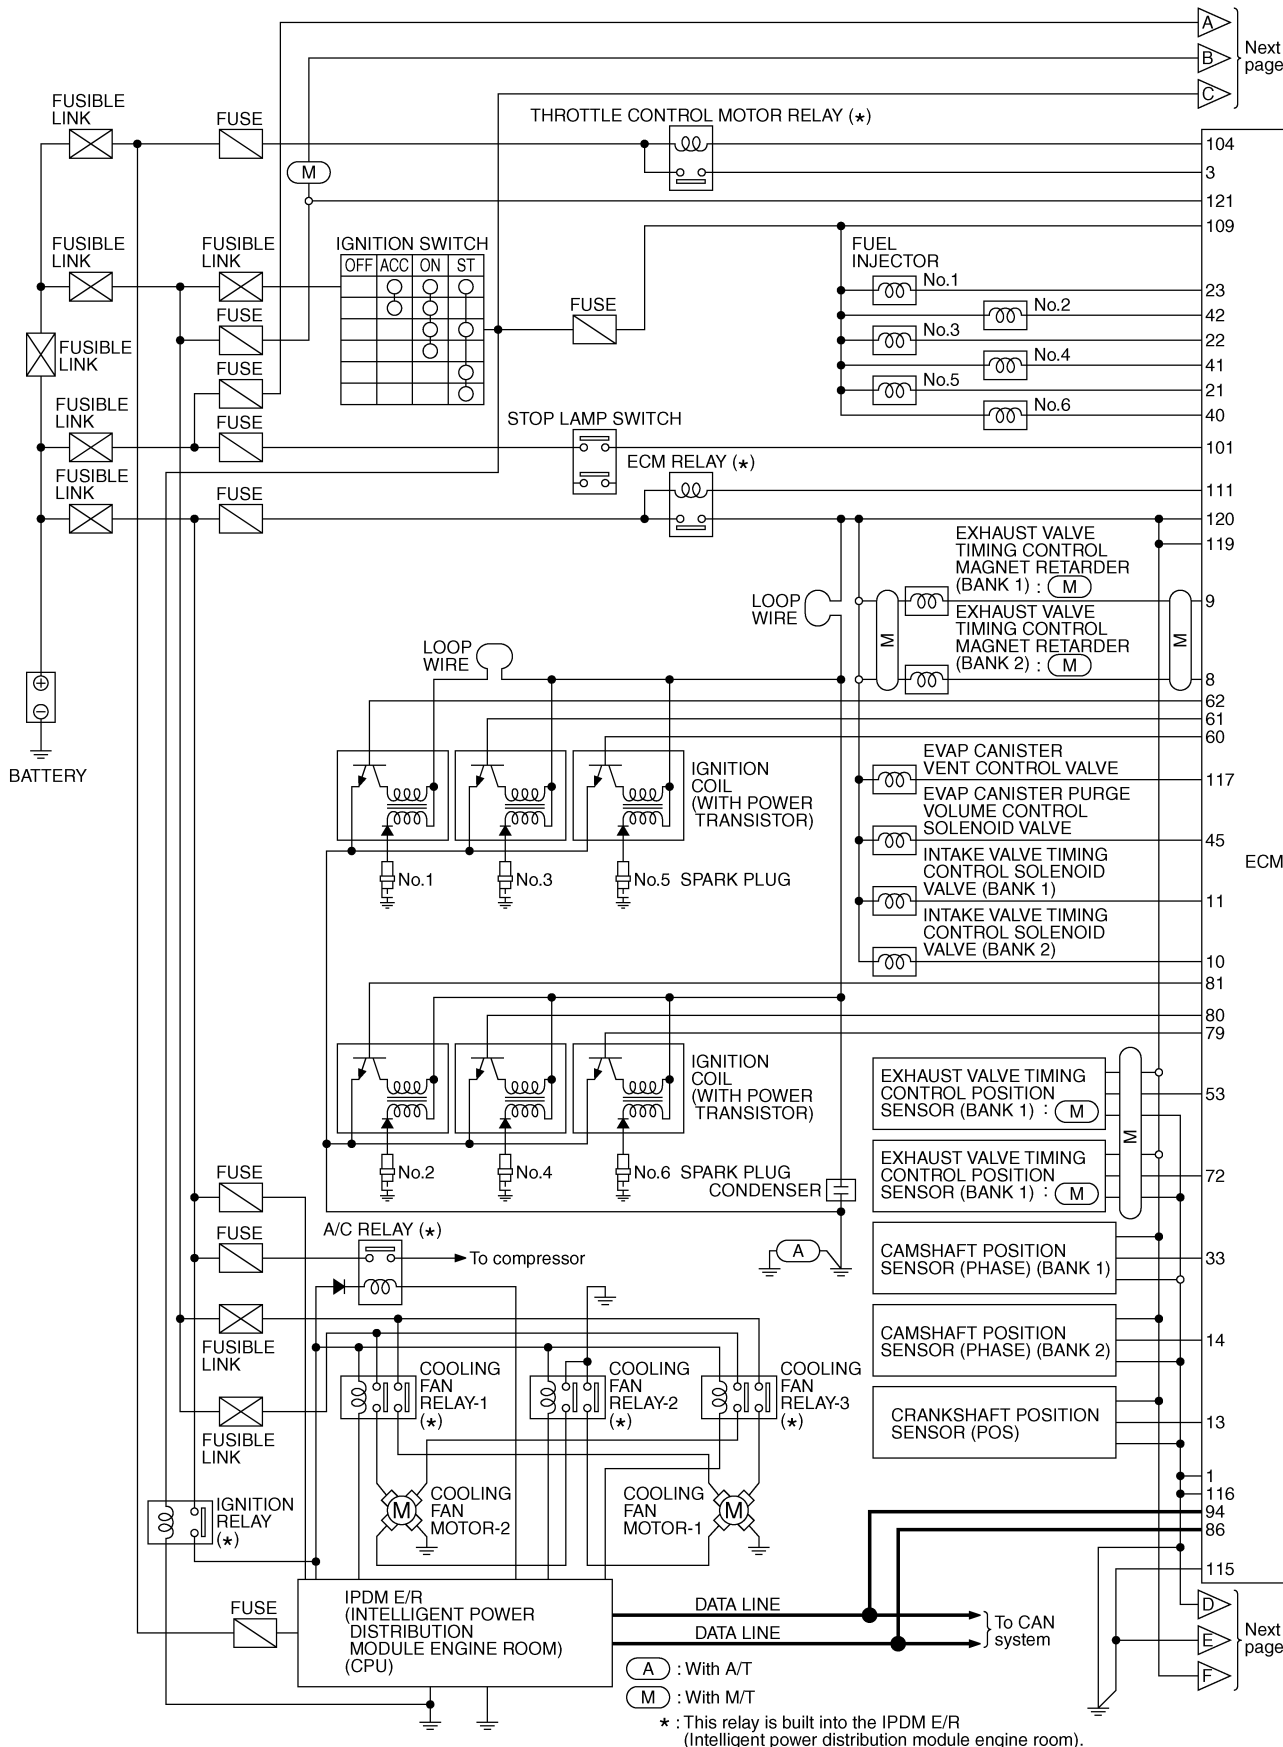 A
B
C
Next
page
FUSIBLE
LINK
FUSE
THROTTLE CONTROL MOTOR RELAY (*)
104
3
M
121
109
FUSIBLE
LINK
FUSIBLE
LINK
IGNITION SWITCH
OFF ACC ON ST
FUEL
INJECTOR
No.1
23
FUSE
No.2
42
FUSE
No.3
22
FUSIBLE
LINK
No.4
41
FUSE
No.5
21
No.6
40
FUSIBLE
LINK
FUSE
STOP LAMP SWITCH
101
FUSIBLE
LINK
FUSE
ECM RELAY (*)
111
120
119
EXHAUST VALVE
TIMING CONTROL
MAGNET RETARDER
(BANK 1) : M
LOOP
WIRE
9
M
M
EXHAUST VALVE
TIMING CONTROL
MAGNET RETARDER
(BANK 2) : M
LOOP
WIRE
8
62
61
60
BATTERY
IGNITION
COIL
(WITH POWER
TRANSISTOR)
EVAP CANISTER
VENT CONTROL VALVE
117
EVAP CANISTER PURGE
VOLUME CONTROL
SOLENOID VALVE
45
ECM
No.1
No.3
No.5 SPARK PLUG
INTAKE VALVE TIMING
CONTROL SOLENOID
VALVE (BANK 1)
11
INTAKE VALVE TIMING
CONTROL SOLENOID
VALVE (BANK 2)
10
81
80
79
IGNITION
COIL
(WITH POWER
TRANSISTOR)
EXHAUST VALVE TIMING
CONTROL POSITION
SENSOR (BANK 1) : M
53
M
EXHAUST VALVE TIMING
CONTROL POSITION
SENSOR (BANK 1) : M
72
No.2
No.4
No.6 SPARK PLUG
CONDENSER
FUSE
FUSE
A/C RELAY (*)
To compressor
A
CAMSHAFT POSITION
SENSOR (PHASE) (BANK 1)
33
FUSIBLE
LINK
CAMSHAFT POSITION
SENSOR (PHASE) (BANK 2)
14
COOLING
FAN
RELAY-1
(*)
COOLING
FAN
RELAY-2
(*)
COOLING
FAN
RELAY-3
(*)
CRANKSHAFT POSITION
SENSOR (POS)
13
FUSIBLE
LINK
1
116
94
86
IGNITION
RELAY
(*)
M
COOLING
FAN
MOTOR-2
COOLING
FAN
MOTOR-1
M
115
IPDM E/R
(INTELLIGENT POWER
DISTRIBUTION
MODULE ENGINE ROOM)
(CPU)
FUSE
DATA LINE
DATA LINE
To CAN
system
D
E
F
Next
page
A : With A/T
M : With M/T
* : This relay is built into the IPDM E/R
(Intelligent power distribution module engine room).